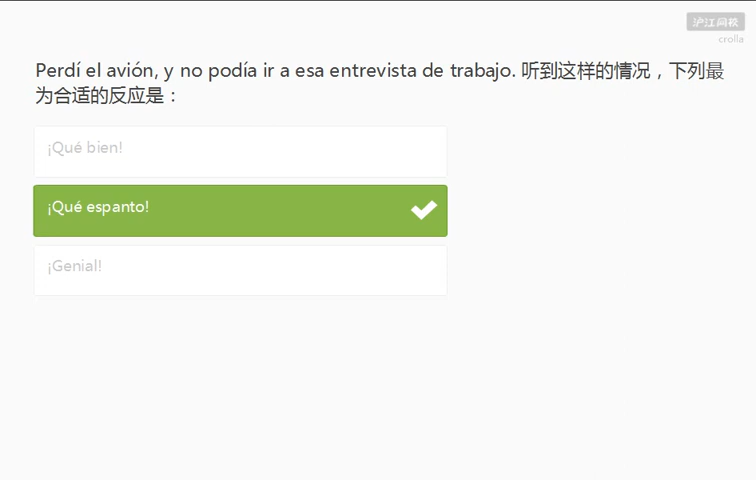 沪江网校
crolla
Perdí el avión, y no podía ir a esa entrevista de trabajo. 听到这样的情况，下列最
为合适的反应是：
¡Qué bien!
¡Qué espanto!
¡Genial!